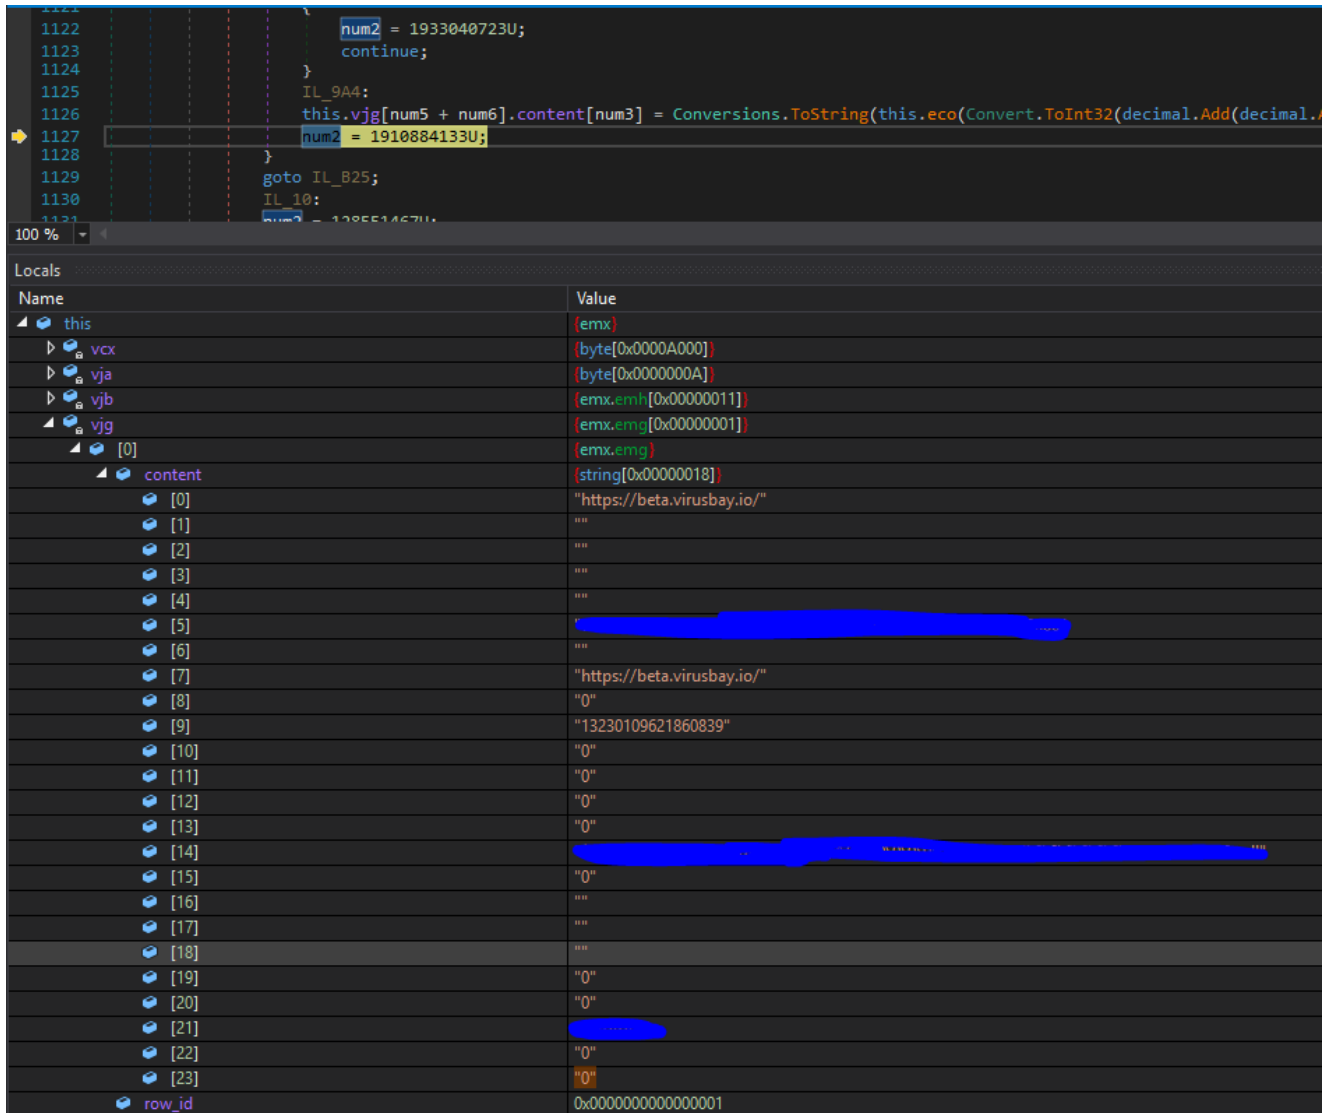 1121 {
1122 num2 = 1933040723U;
1123 continue;
1124 }
1125 IL_9A4:
1126 this.vjg[num5 + num6].content[num3] = Conversions.ToString(this.eco(Convert.ToInt32(decimal.Add(decimal.
1127 num2 = 1910884133U;
1128 }
1129 goto IL_B25;
1130 IL_10:
1131 num2 = 128551467U;
100 %
Locals
Name Value
this {emx}
vcx {byte[0x0000A000]}
vja {byte[0x0000000A]}
vjb {emx.emh[0x00000011]}
vjg {emx.emg[0x00000001]}
[0] {emx.emg}
content {string[0x00000018]}
[0] "https://beta.virusbay.io/"
[1] ""
[2] ""
[3] ""
[4] ""
[5]
[6] ""
[7] "https://beta.virusbay.io/"
[8] "0"
[9] "13230109621860839"
[10] "0"
[11] "0"
[12] "0"
[13] "0"
[14]
[15] "0"
[16] ""
[17] ""
[18] ""
[19] "0"
[20] "0"
[21]
[22] "0"
[23] "0"
row_id 0x0000000000000001